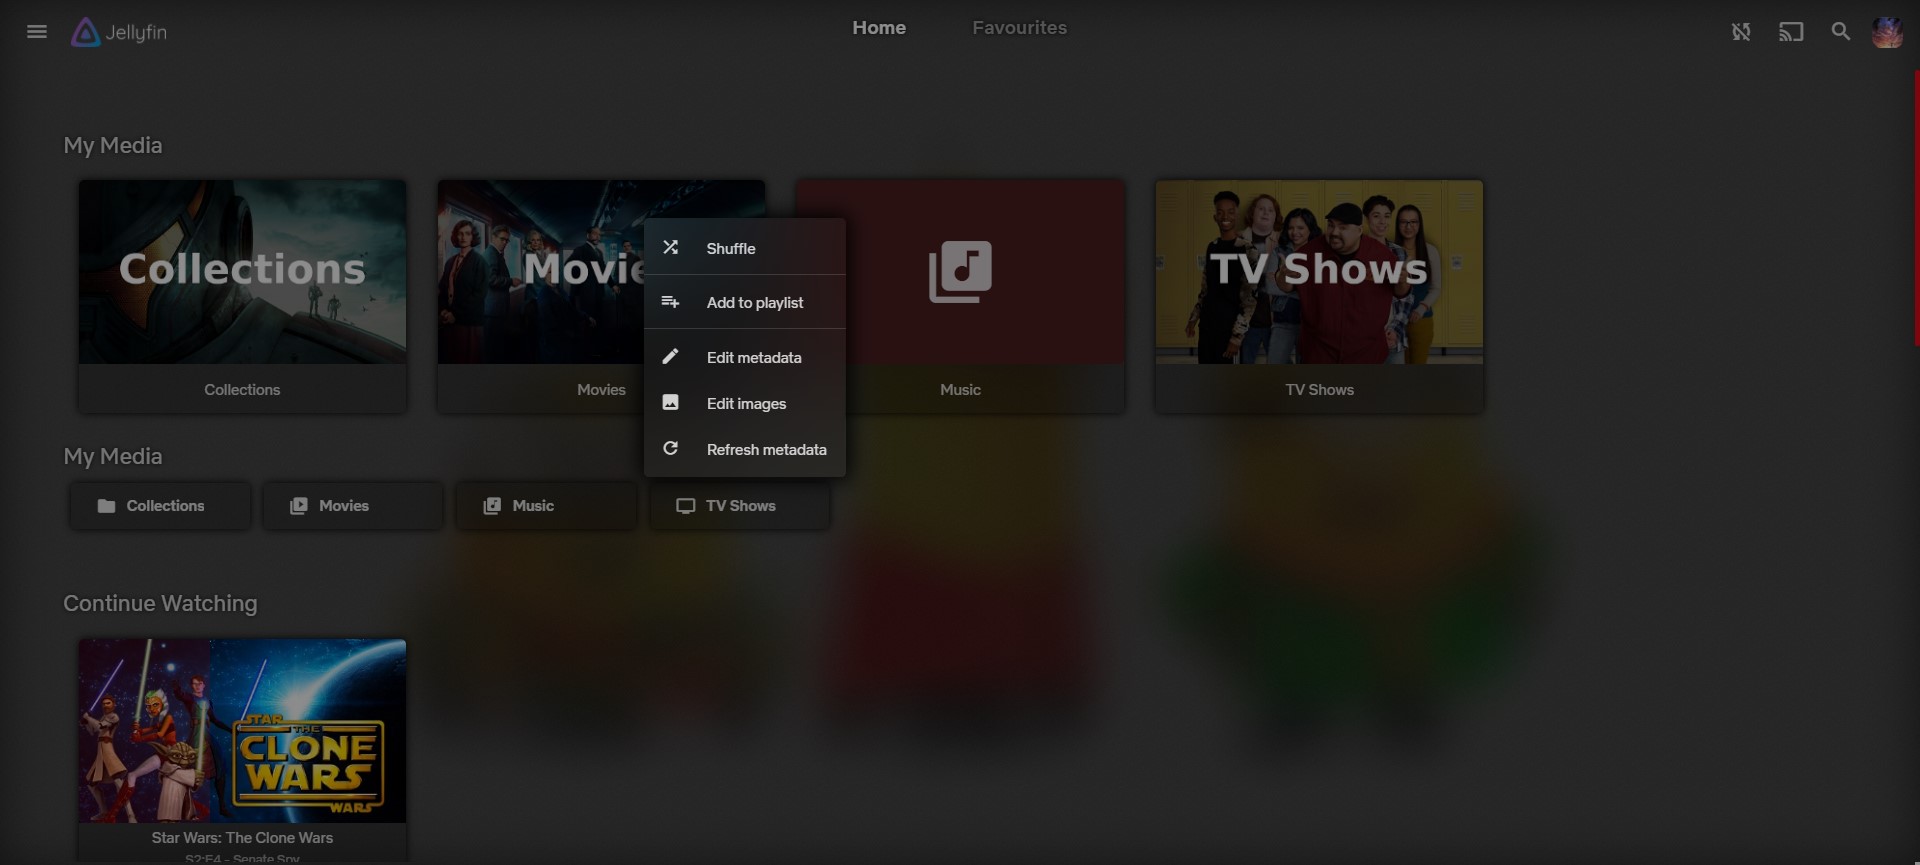 Jellyfin
Home
Favourites
My Media
Collections
Movie
TV Shows
Collections
Movies
Music
TV Shows
Shuffle
Add to playlist
Edit metadata
Edit images
Refresh metadata
My Media
Collections
Movies
Music
TV Shows
Continue Watching
STAR
THE
CLONE
WARS
WARS
Star Wars: The Clone Wars
S2:E4 - Senate Spy